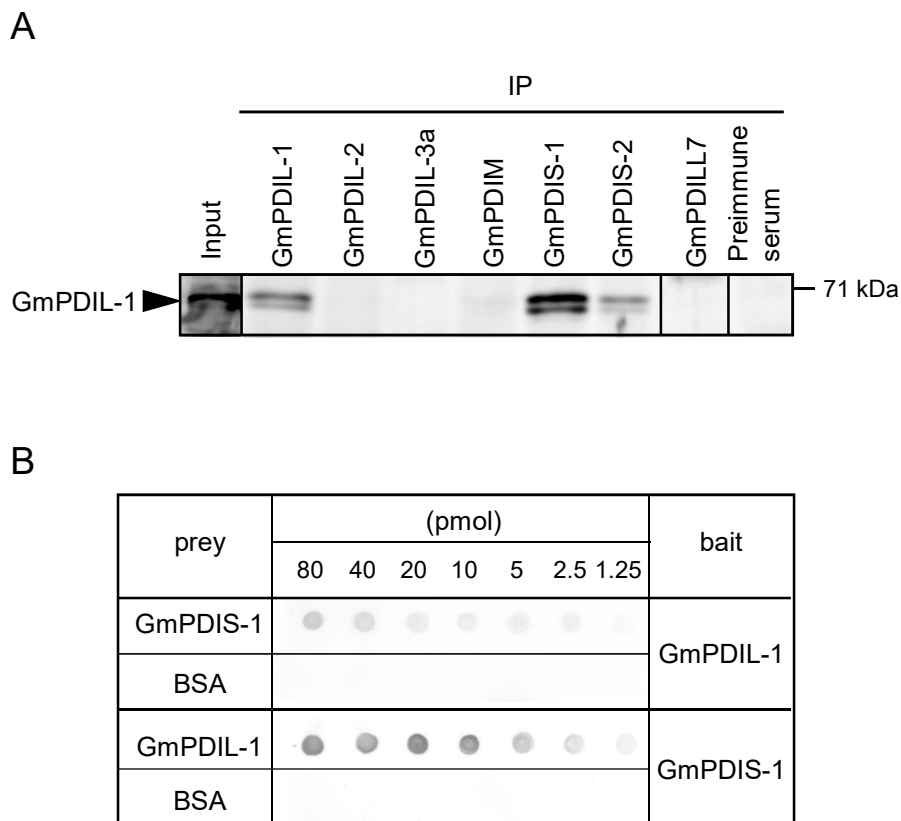 A
IP
Input
GmPDIL-1
GmPDIL-2
GmPDIL-3a
GmPDIM
GmPDIS-1
GmPDIS-2
GmPDILL7
Preimmune
serum
GmPDIL-1
71 kDa
B
prey
(pmol)
bait
80 40 20 10 5 2.5 1.25
GmPDIS-1
GmPDIL-1
BSA
GmPDIL-1
GmPDIS-1
BSA